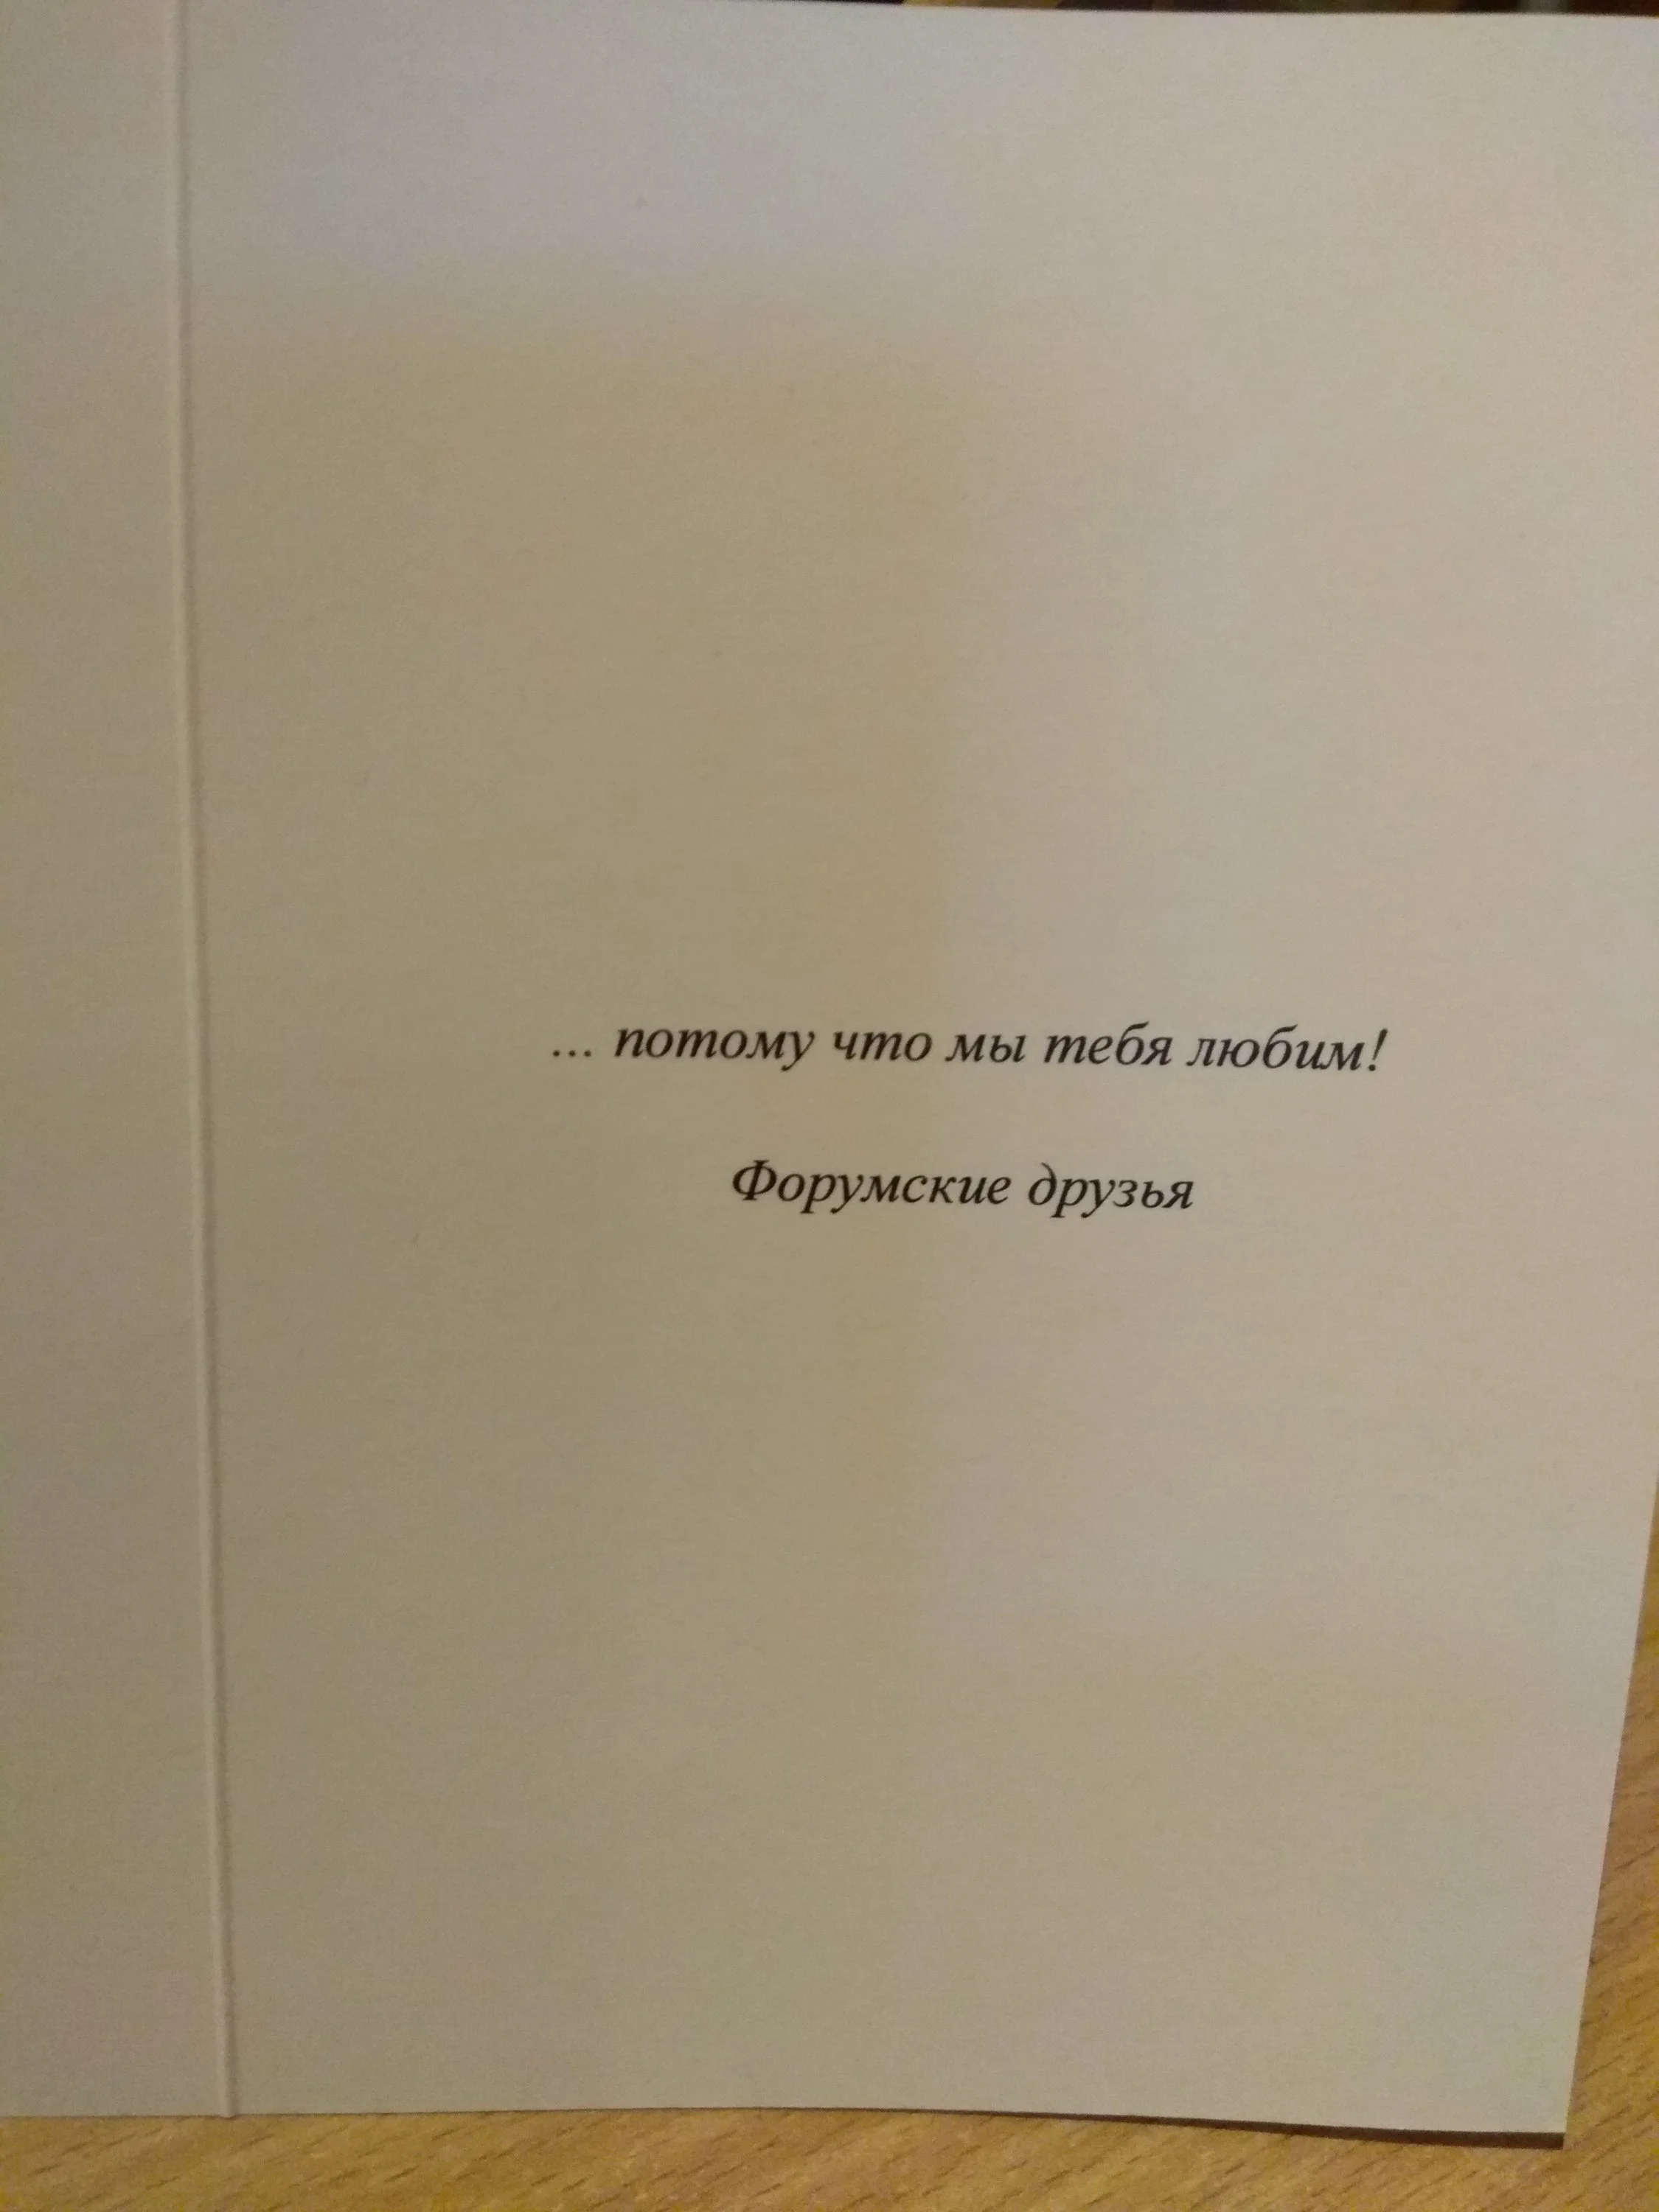 ... потому что мы тебя любим!
Форумские друзья